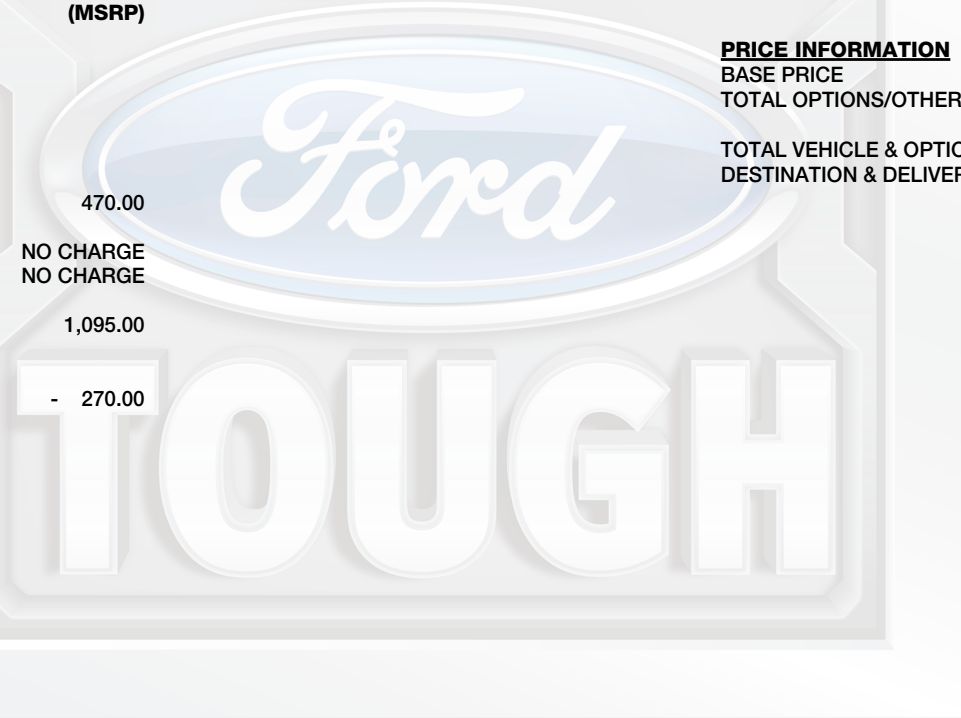 (MSRP)
470.00
NO CHARGE
NO CHARGE
1,095.00
- 270.00
PRICE INFORMATION
BASE PRICE
TOTAL OPTIONS/OTHER
TOTAL VEHICLE & OPTIO
DESTINATION & DELIVER
Ford
TOUGH